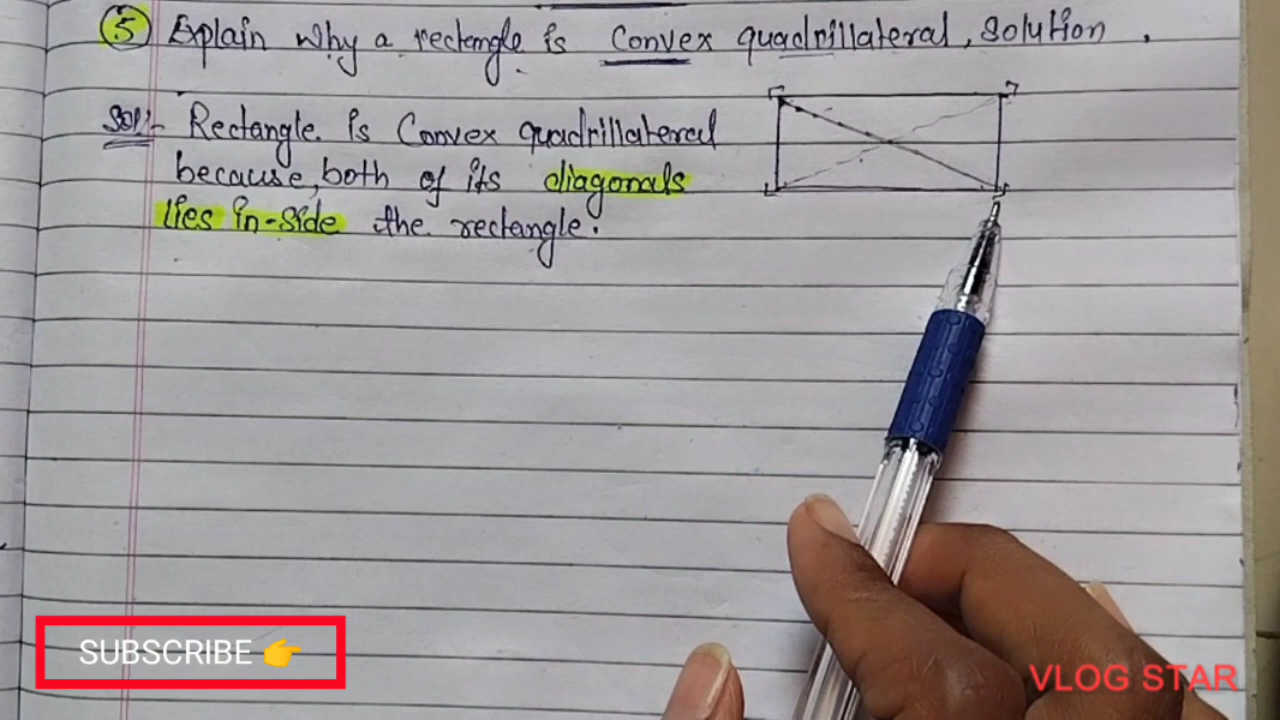 5 Explain why a rectangle is convex quadrillateral, solution .
Sol:- Rectangle is Convex quadrillateral
because, both of its diagonals
lies in-side the rectangle.
SUBSCRIBE 👉
VLOG STAR